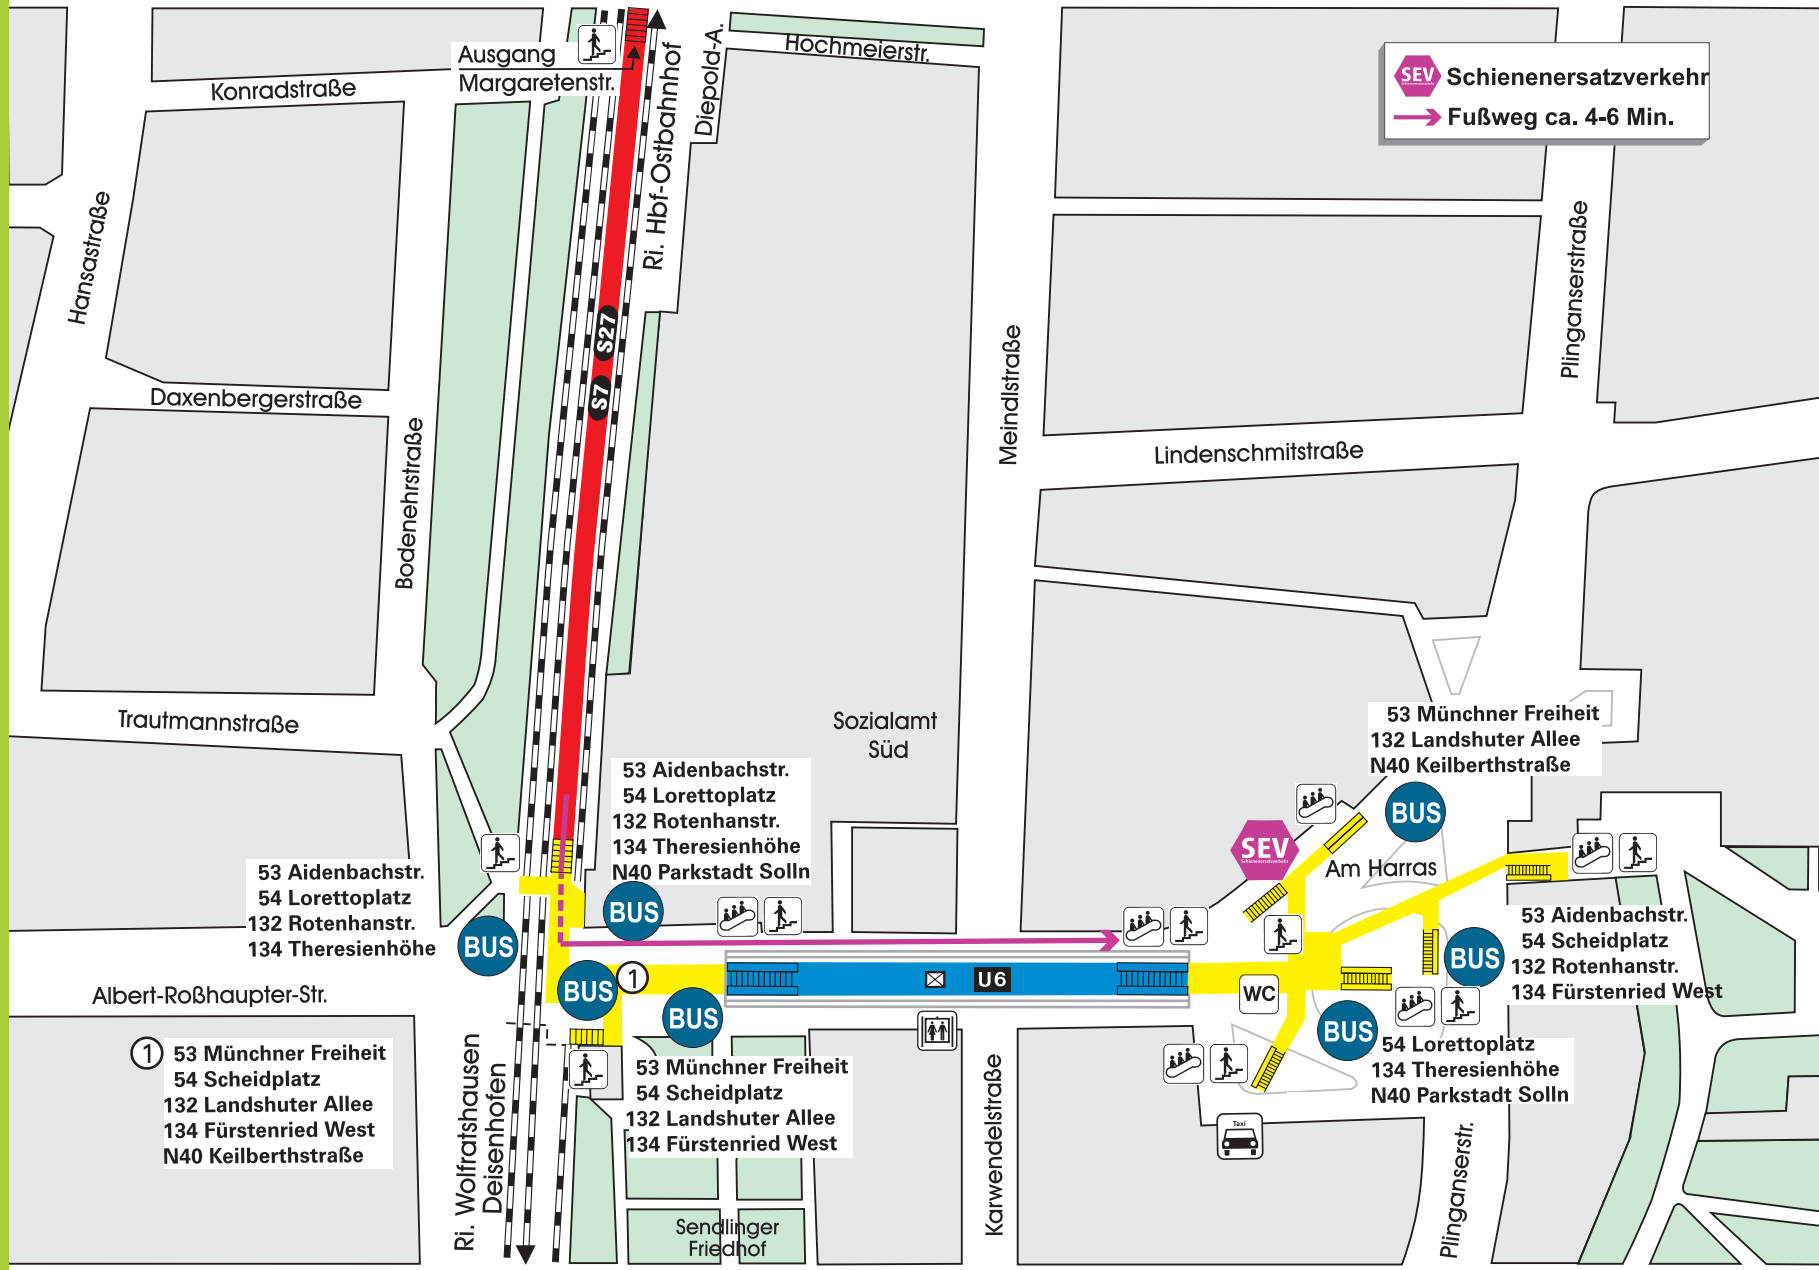 Ausgang
Margaretenstr.
Konradstraße
Ri. Hbf-Ostbahnhof
Diepold-A.
Hochmeierstr.
SEV Schienenersatzverkehr
Fußweg ca. 4-6 Min.
Hansastraße
Daxenbergerstraße
Bodenehrstraße
S27
S7
Meindlstraße
Plinganserstraße
Lindenschmitstraße
Trautmannstraße
Sozialamt
Süd
53 Münchner Freiheit
132 Landshuter Allee
N40 Keilberthstraße
BUS
53 Aidenbachstr.
54 Lorettoplatz
132 Rotenhanstr.
134 Theresienhöhe
N40 Parkstadt Solln
BUS
53 Aidenbachstr.
54 Lorettoplatz
132 Rotenhanstr.
134 Theresienhöhe
BUS
SEV
Schienenersatzverkehr
Am Harras
53 Aidenbachstr.
54 Scheidplatz
132 Rotenhanstr.
134 Fürstenried West
BUS
Albert-Roßhaupter-Str.
BUS
1
U6
WC
BUS
BUS
54 Lorettoplatz
134 Theresienhöhe
N40 Parkstadt Solln
1
53 Münchner Freiheit
54 Scheidplatz
132 Landshuter Allee
134 Fürstenried West
N40 Keilberthstraße
Ri. Wolfratshausen
Deisenhofen
53 Münchner Freiheit
54 Scheidplatz
132 Landshuter Allee
134 Fürstenried West
Sendlinger
Friedhof
Karwendelstraße
Taxi
Plinganserstr.